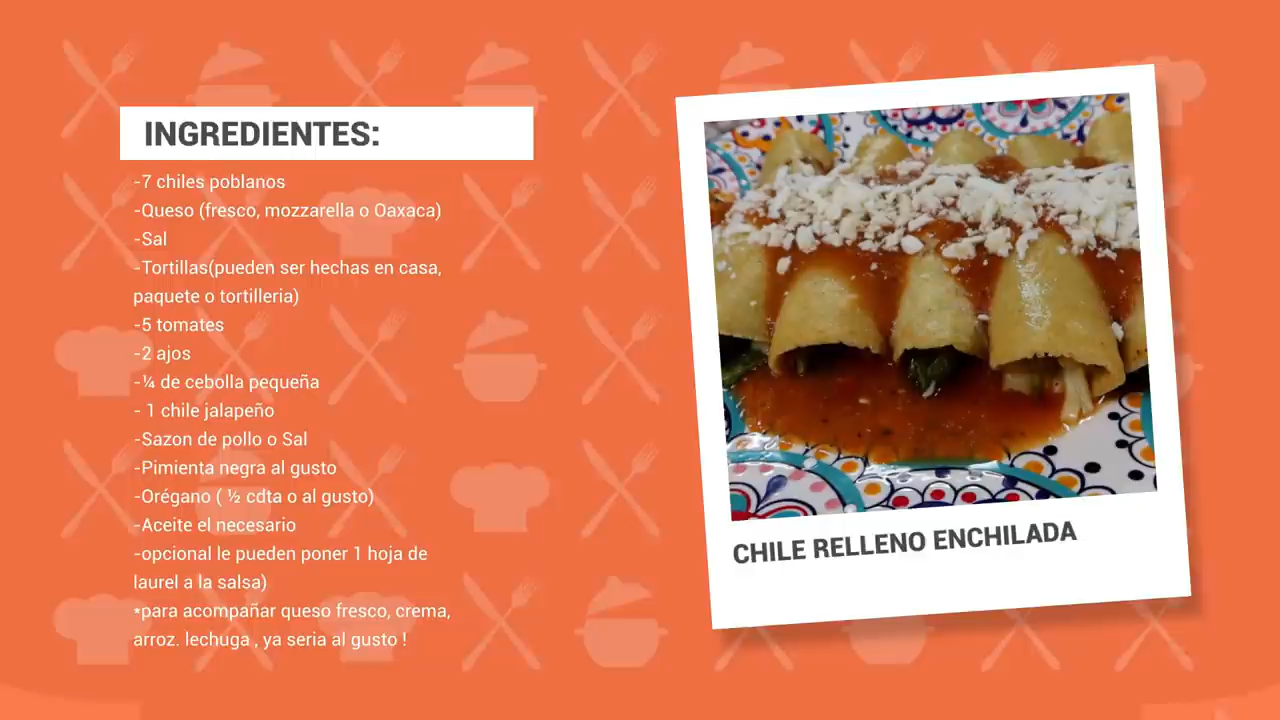 INGREDIENTES:
-7 chiles poblanos
-Queso (fresco, mozzarella o Oaxaca)
-Sal
-Tortillas(pueden ser hechas en casa,
paquete o tortilleria)
-5 tomates
-2 ajos
-¼ de cebolla pequeña
- 1 chile jalapeño
-Sazon de pollo o Sal
-Pimienta negra al gusto
-Orégano ( ½ cdta o al gusto)
-Aceite el necesario
-opcional le pueden poner 1 hoja de
laurel a la salsa)
*para acompañar queso fresco, crema,
arroz. lechuga , ya seria al gusto !
CHILE RELLENO ENCHILADA